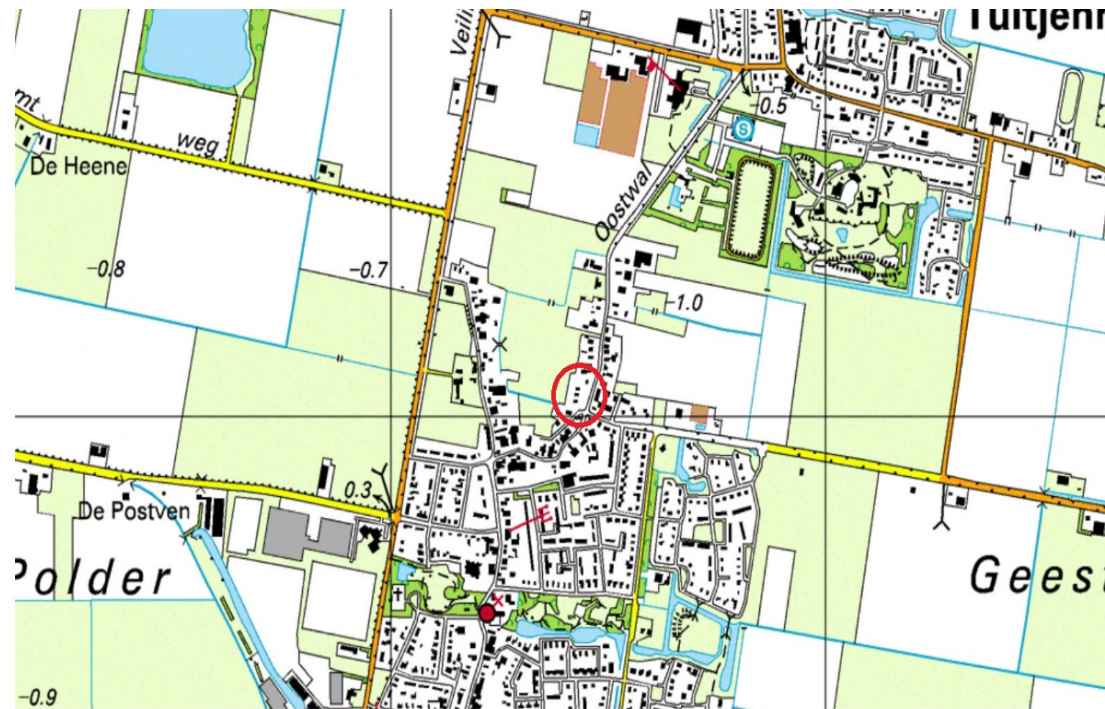 Tuitjenh
Veili
mt
weg
De Heene
-0.5
S
Oostwal
-0.8
-0.7
-1.0
0.3
De Postven
Polder
Geest
-0.9